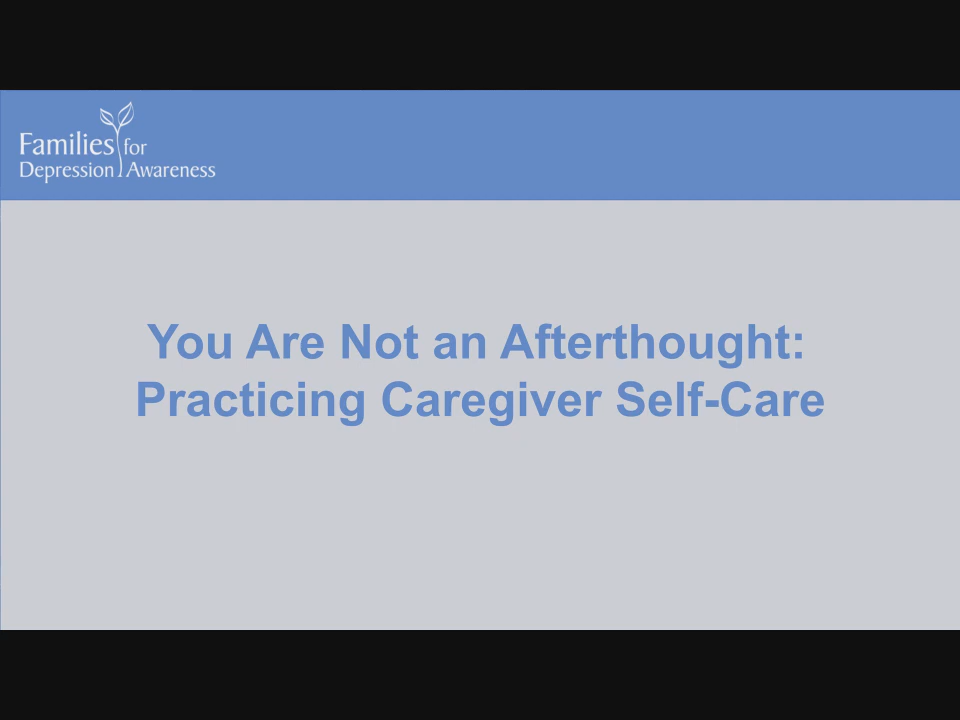 Families for
Depression Awareness
You Are Not an Afterthought:
Practicing Caregiver Self-Care